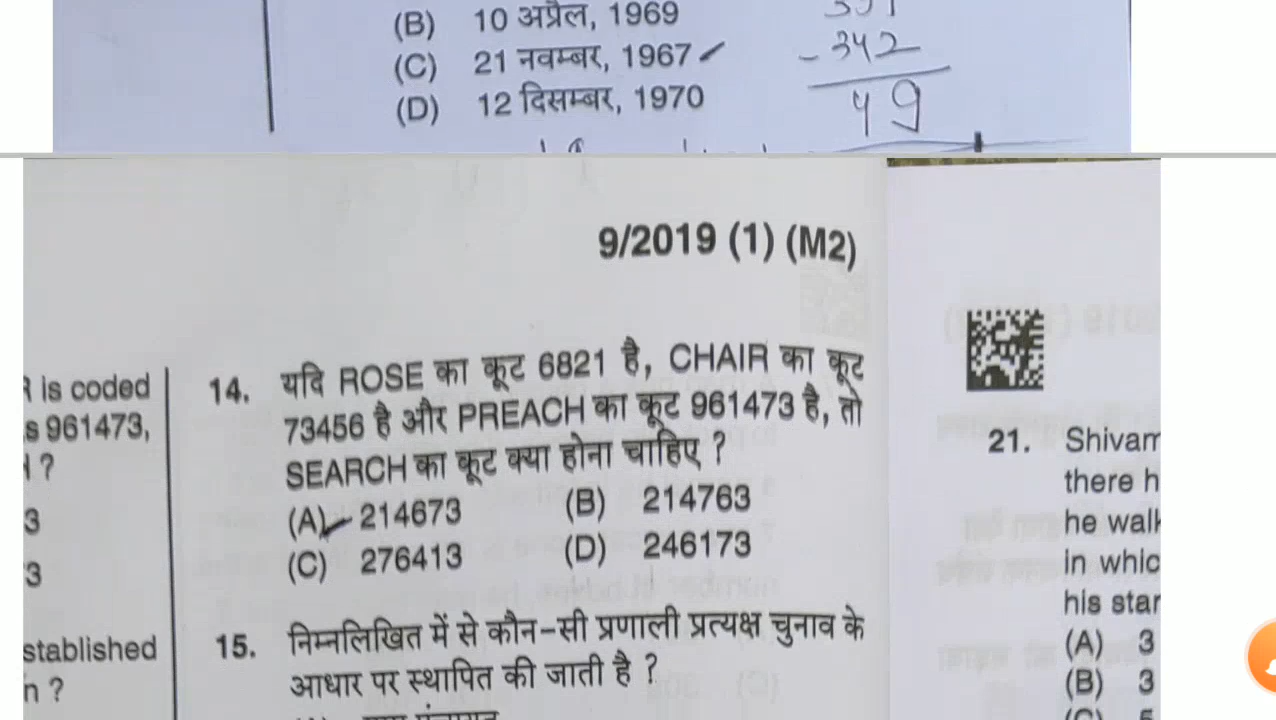 (B) 10 अप्रैल, 1969
(C) 21 नवम्बर, 1967
- 342
(D) 12 दिसम्बर, 1970
49
9/2019 (1) (M2)
is coded
961473,
?
3
3
stablished
n ?
14. यदि ROSE का कूट 6821 है, CHAIR का कूट
73456 है और PREACH का कूट 961473 है, तो
SEARCH का कूट क्या होना चाहिए ?
(A) 214673 (B) 214763
(C) 276413 (D) 246173
15. निम्नलिखित में से कौन-सी प्रणाली प्रत्यक्ष चुनाव के
आधार पर स्थापित की जाती है ?
21. Shivam
there h
he walk
in whic
his star
(A) 3
(B) 3